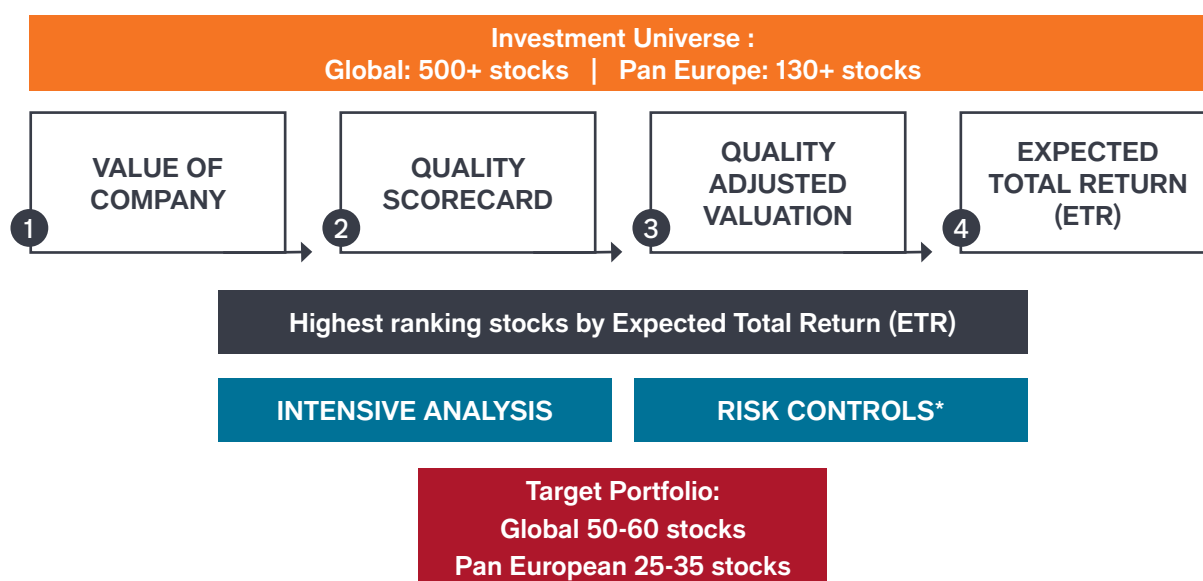 Investment Universe :
Global: 500+ stocks | Pan Europe: 130+ stocks
VALUE OF
COMPANY
1
QUALITY
SCORECARD
2
QUALITY
ADJUSTED
VALUATION
3
EXPECTED
TOTAL RETURN
(ETR)
4
Highest ranking stocks by Expected Total Return (ETR)
INTENSIVE ANALYSIS
RISK CONTROLS*
Target Portfolio:
Global 50-60 stocks
Pan European 25-35 stocks